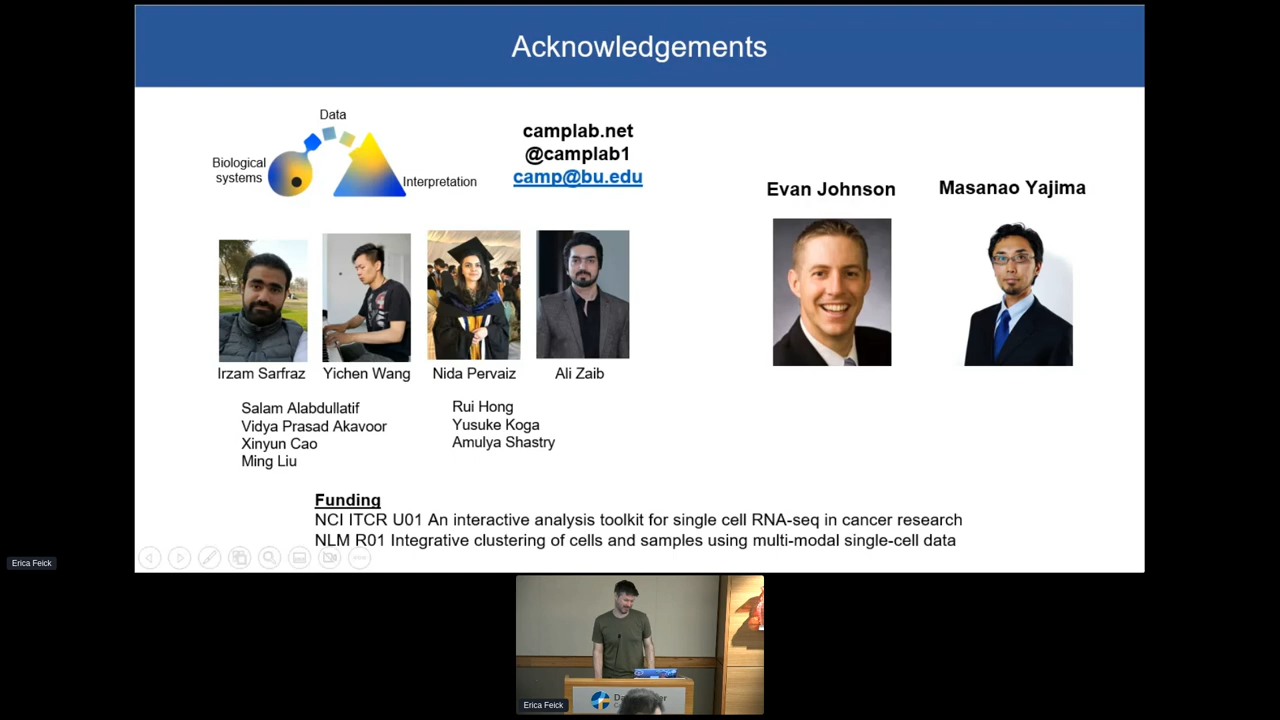 Acknowledgements
Data
Biological
systems
Interpretation
camplab.net
@camplab1
camp@bu.edu
Evan Johnson
Masanao Yajima
Irzam Sarfraz
Yichen Wang
Nida Pervaiz
Ali Zaib
Salam Alabdullatif
Vidya Prasad Akavoor
Xinyun Cao
Ming Liu
Rui Hong
Yusuke Koga
Amulya Shastry
Funding
NCI ITCR U01 An interactive analysis toolkit for single cell RNA-seq in cancer research
NLM R01 Integrative clustering of cells and samples using multi-modal single-cell data
Erica Feick
Erica Feick